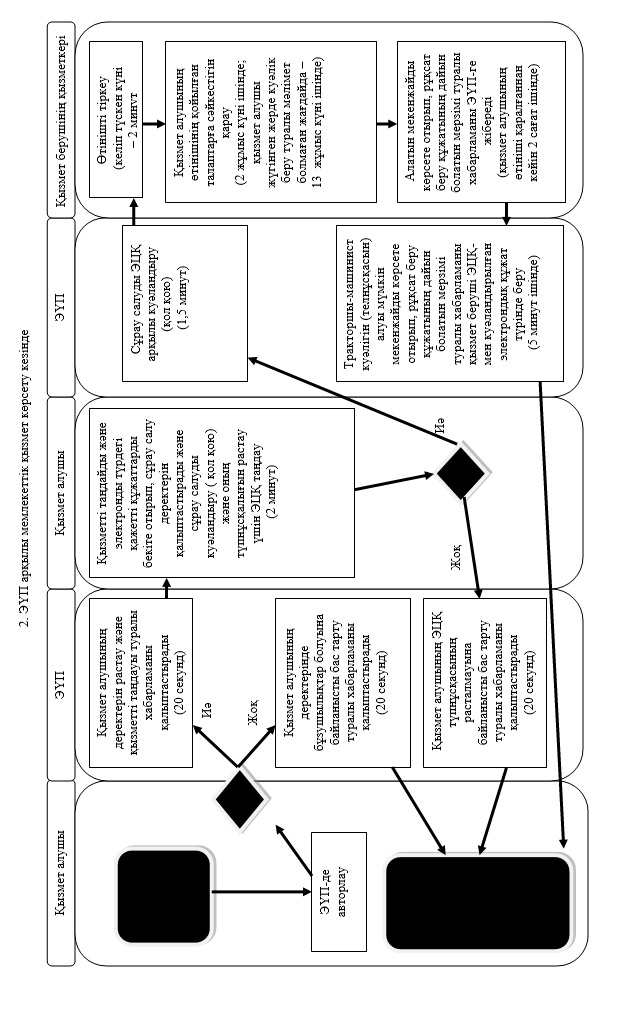 2. ЭҮП арқылы мемлекеттік қызмет көрсету кезінде
Қызмет алушы
ЭҮП
Қызмет алушы
ЭҮП
Қызмет берушінің қызметкері
ЭҮП-де
авторлау
Қызмет алушының
деректерін растау және
қызметті таңдауы туралы
хабарламаны
қалыптастырады
(20 секунд)
Иә
Жоқ
Қызмет алушының
деректерінде
бұзушылықтар болуына
байланысты бас тарту
туралы хабарламаны
қалыптастырады
(20 секунд)
Қызмет алушының ЭЦҚ
түпнұсқасының
расталмауына
байланысты бас тарту
туралы хабарламаны
қалыптастырады
(20 секунд)
Қызметті таңдайды және
электронды түрдегі
қажетті құжаттарды
бекіте отырып, сұрау салу
деректерін
қалыптастырады және
сұрау салуды
куәландыру ( қол қою)
және оның
түпнұсқалығын растау
үшін ЭЦҚ таңдау
(2 минут)
Иә
Жоқ
Сұрау салуды ЭЦҚ
арқылы куәландыру
(қол қою)
(1,5 минут)
Тракторшы-машинист
куәлігін (телнұсқасын)
алуы мүмкін
мекенжайды көрсете
отырып, рұқсат беру
құжатының дайын
болатын мерзімі
туралы хабарламаны
қызмет беруші ЭЦҚ-
мен куәландырылған
электрондық құжат
түрінде беру
(5 минут ішінде)
Өтінішті тіркеу
(келіп түскен күні
– 2 минут
Қызмет алушының
өтінішінің қойылған
талаптарға сәйкестігін
қарау
(2 жұмыс күні ішінде;
қызмет алушы
жүгінген жерде куәлік
беру туралы мәлімет
болмаған жағдайда –
13 жұмыс күні ішінде)
Алатын мекенжайды
көрсете отырып, рұқсат
беру құжатының дайын
болатын мерзімі туралы
хабарламаны ЭҮП-ге
жібереді
(қызмет алушының
өтініші қаралғаннан
кейін 2 сағат ішінде)